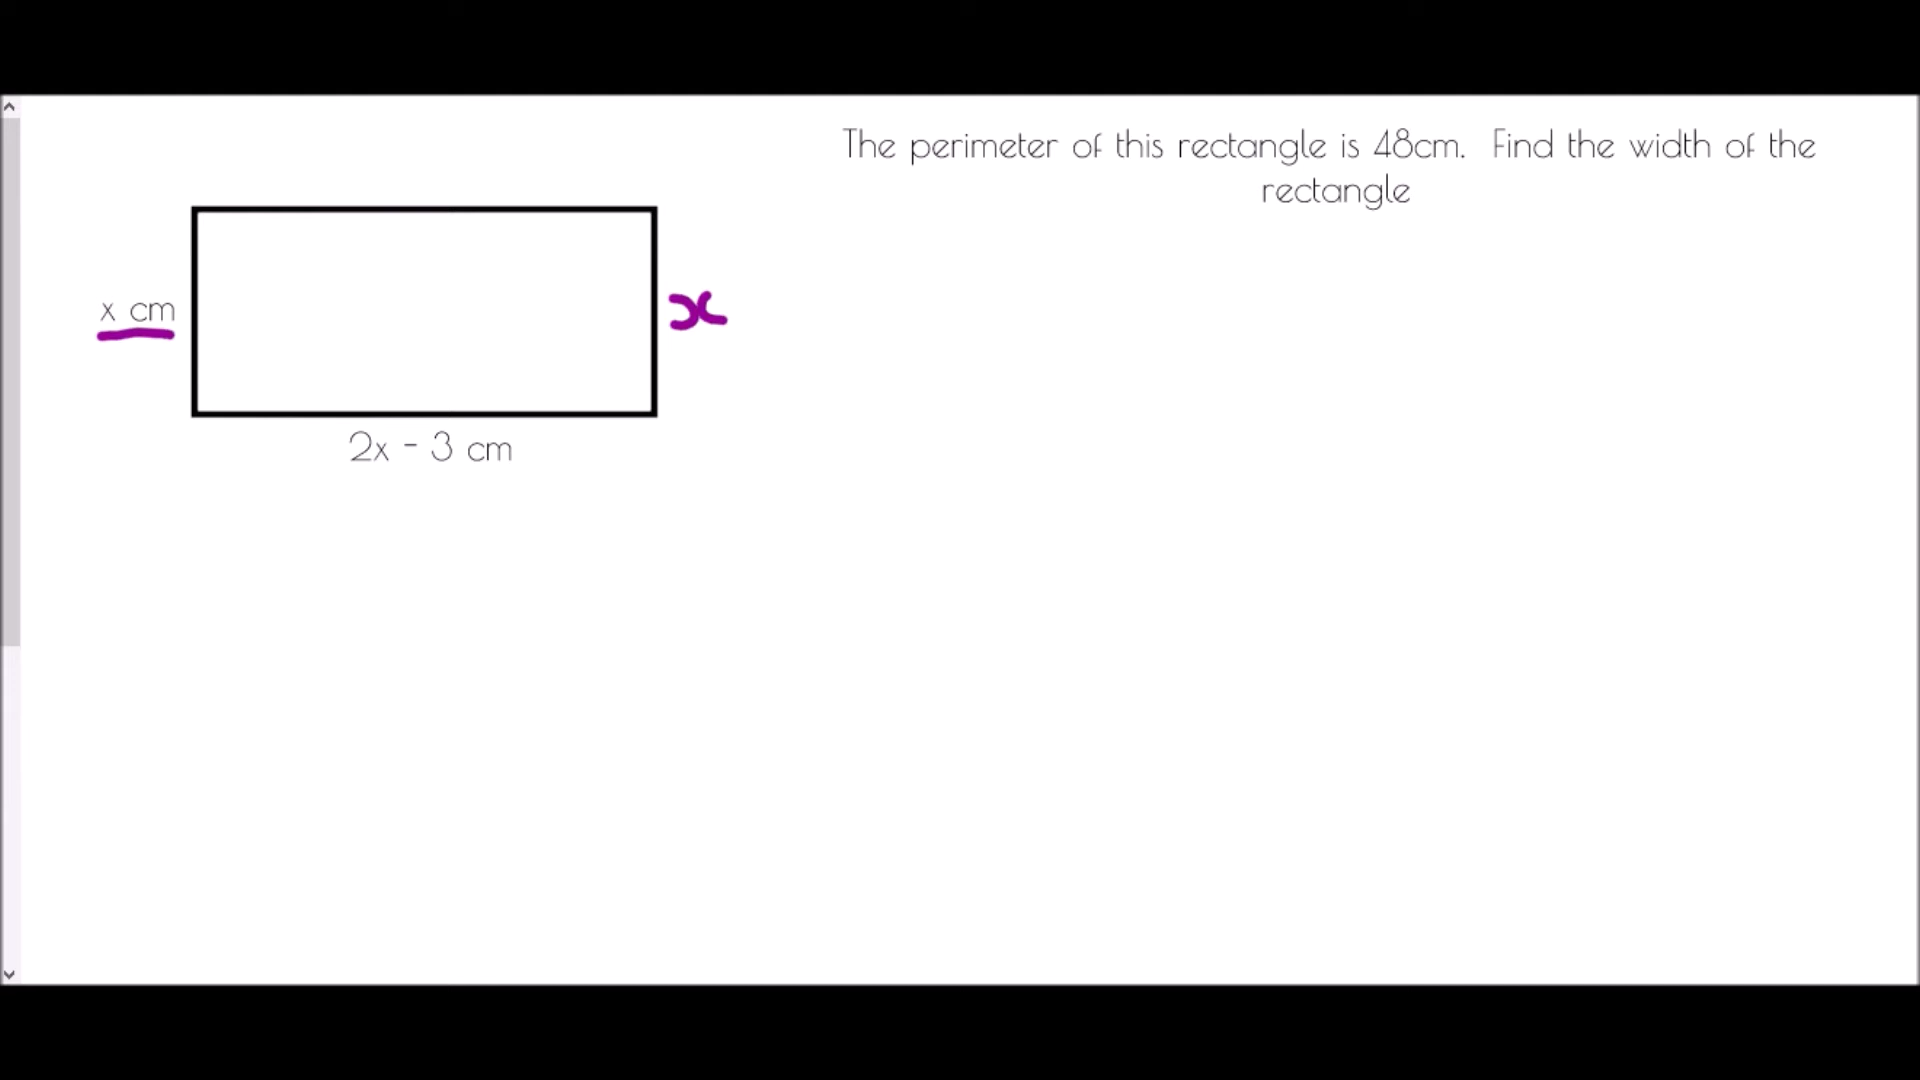 The perimeter of this rectangle is 48cm. Find the width of the
rectangle
x cm
x
2x - 3 cm